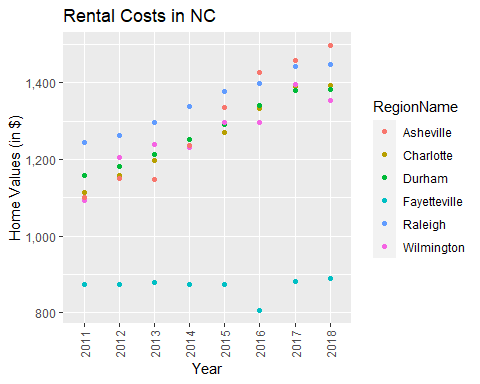 Rental Costs in NC
Home Values (in $)
1,400
1,200
1,000
800
2011 2012 2013 2014 2015 2016 2017 2018
Year
RegionName
Asheville
Charlotte
Durham
Fayetteville
Raleigh
Wilmington